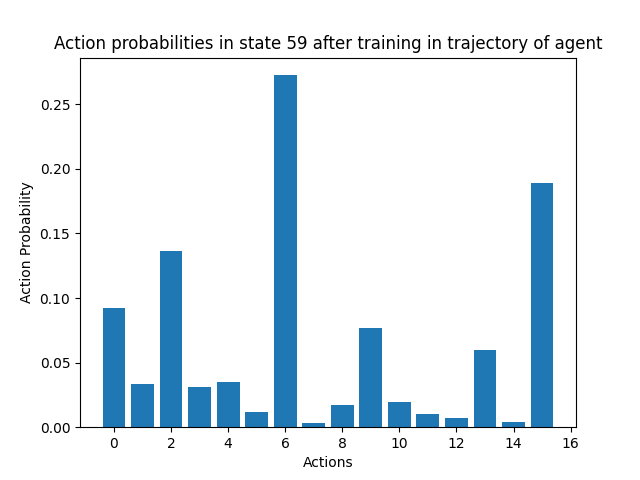 Action probabilities in state 59 after training in trajectory of agent
Action Probability
0.25
0.20
0.15
0.10
0.05
0.00
0 2 4 6 8 10 12 14 16
Actions